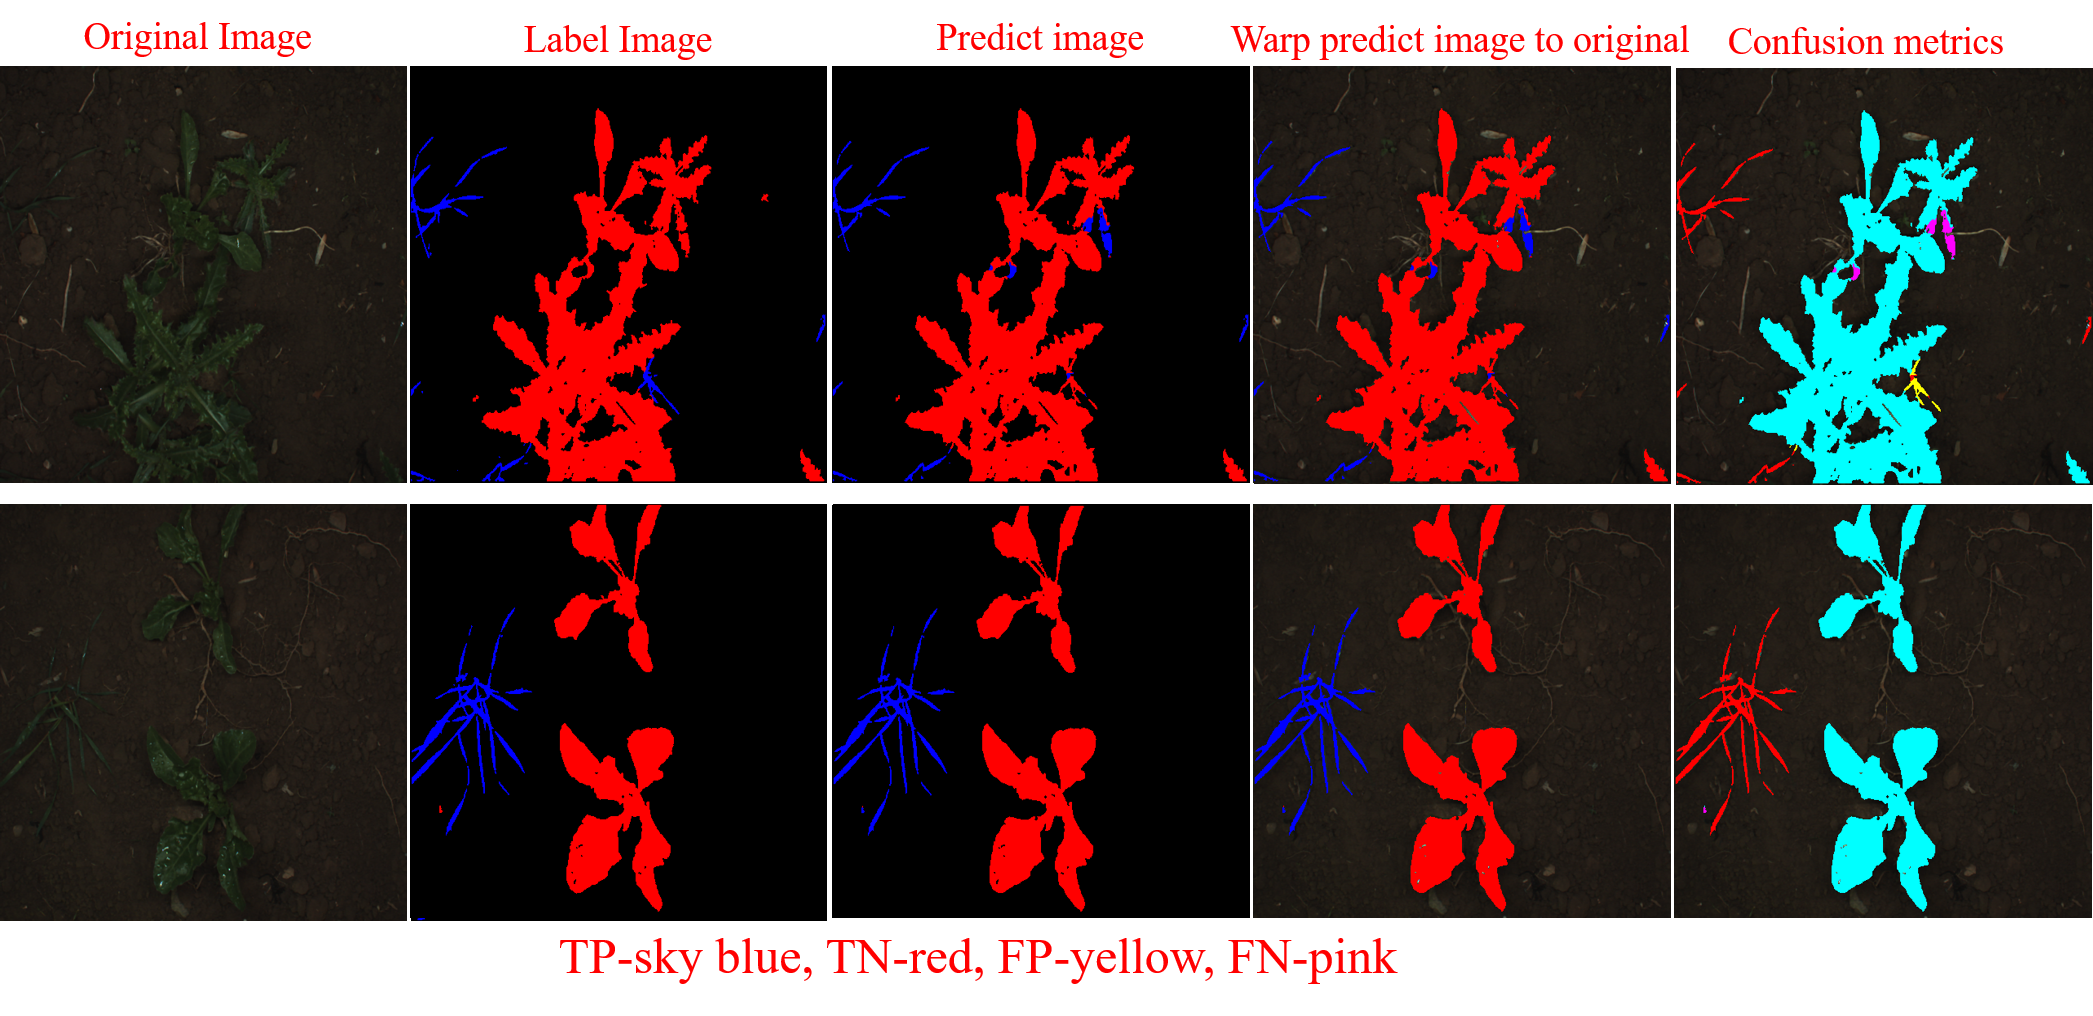 Original Image
Label Image
Predict image
Warp predict image to original
Confusion metrics
TP-sky blue, TN-red, FP-yellow, FN-pink